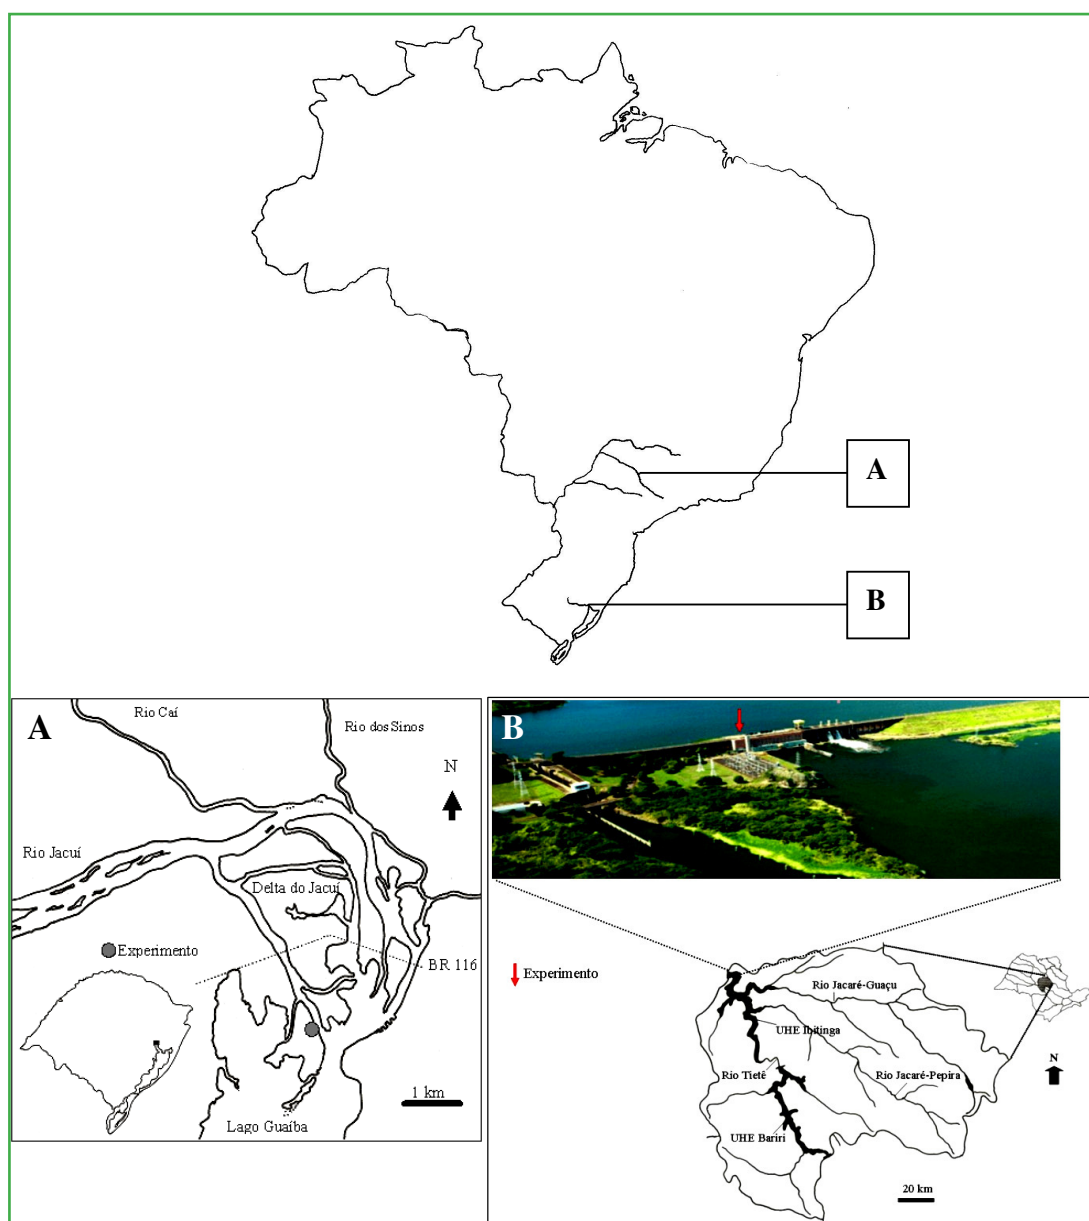 A
B
A
Rio Caí
Rio dos Sinos
N
Rio Jacuí
Delta do Jacuí
Experimento
BR 116
1 km
Lago Guaíba
B
Experimento
Rio Jacaré-Guaçu
UHE Ibitinga
Rio Tietê
Rio Jacaré-Pepira
N
UHE Bariri
20 km